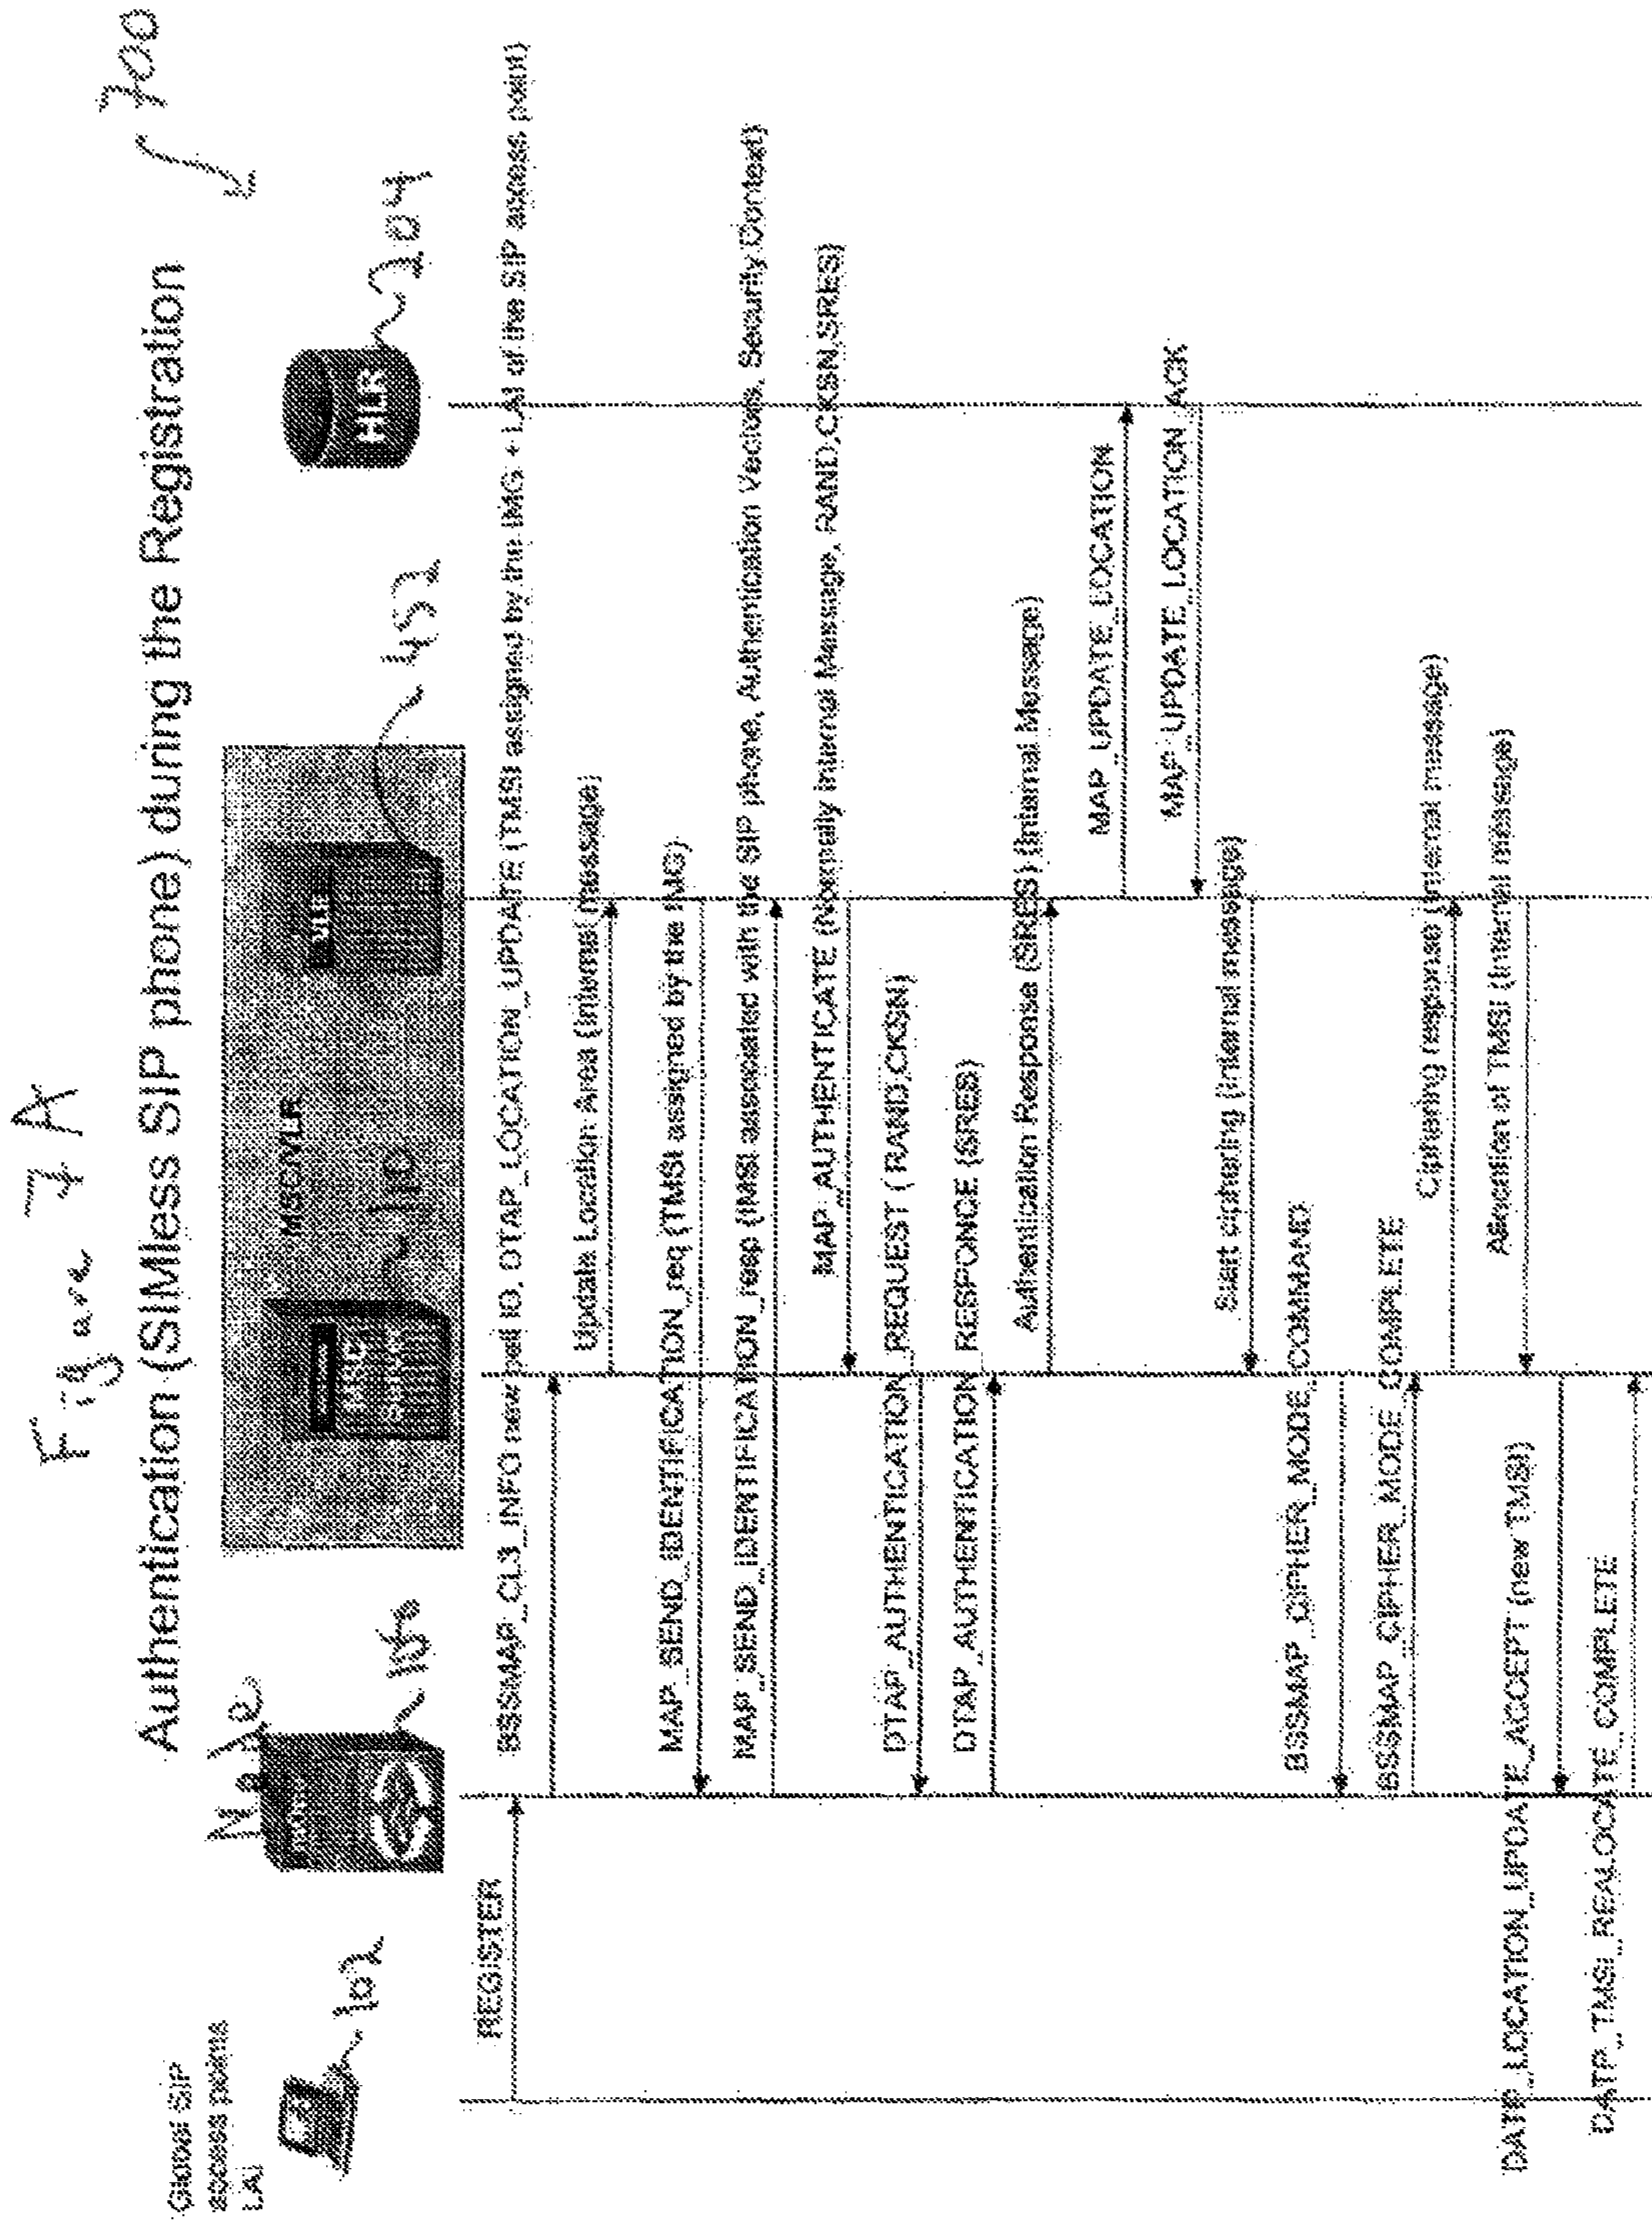 Figure 7A
700
Authentication (SIMless SIP phone) during the Registration
Global SIP
access points
LAI
102
Node
106
MSC/VLR
110
452
HLR
204
REGISTER
BSSMAP_CL3_INFO new cell ID, DTAP_LOCATION_UPDATE (TMSI assigned by the IMG + LAI of the SIP access point)
Update Location Area (Internal message)
MAP_SEND_IDENTIFICATION_req (TMSI assigned by the IMG)
MAP_SEND_IDENTIFICATION_resp (IMSI associated with the SIP phone, Authentication Vectors, Security Context)
MAP_AUTHENTICATE (Normally Internal Message, RAND,CKSN,SRES)
DTAP_AUTHENTICATION_REQUEST ( RAND,CKSN)
DTAP_AUTHENTICATION RESPONCE (SRES)
Authentication Response (SRES) (Internal Message)
MAP_UPDATE_LOCATION
MAP_UPDATE_LOCATION_ACK
Start ciphering (Internal message)
BSSMAP_CIPHER_MODE_COMMAND
BSSMAP_CIPHER_MODE_COMPLETE
Ciphering response (Internal message)
Allocation of TMSI (Internal message)
DATP_LOCATION_UPDATE_ACCEPT (new TMSI)
DATP_TMSI_REALOCATE_COMPLETE